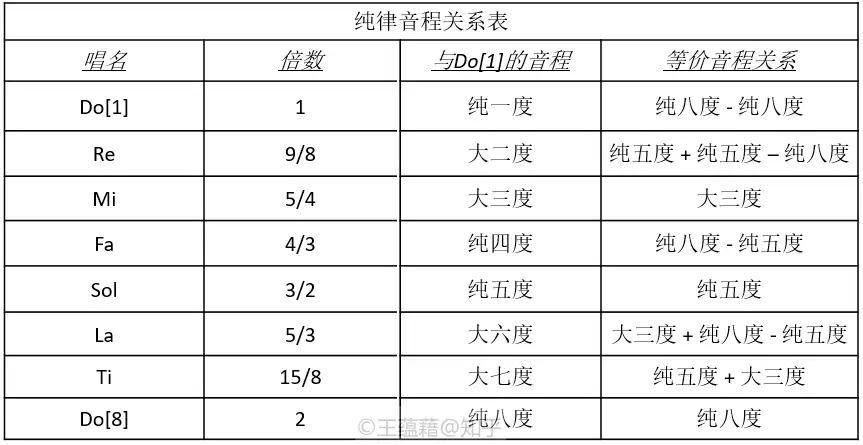 纯律音程关系表
唱名 倍数 与Do[1]的音程 等价音程关系
Do[1] 1 纯一度 纯八度 - 纯八度
Re 9/8 大二度 纯五度 + 纯五度 – 纯八度
Mi 5/4 大三度 大三度
Fa 4/3 纯四度 纯八度 - 纯五度
Sol 3/2 纯五度 纯五度
La 5/3 大六度 大三度 + 纯八度 - 纯五度
Ti 15/8 大七度 纯五度 + 大三度
Do[8] 2 纯八度 纯八度
©王蕴藉@知乎